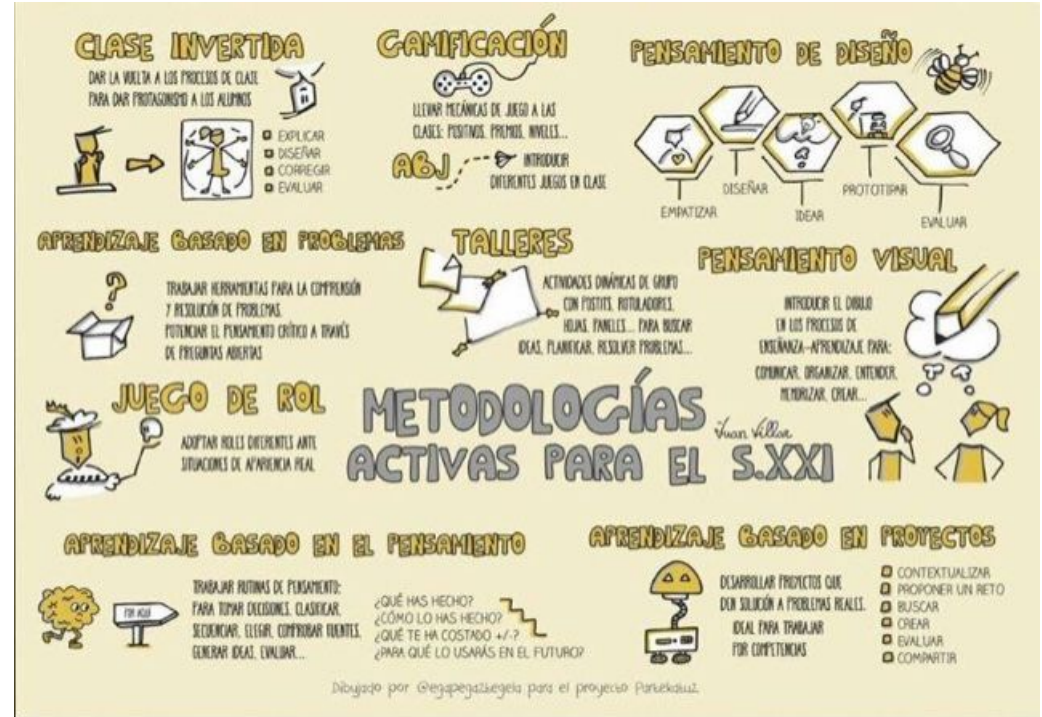 CLASE INVERTIDA
DAR LA VUELTA A LOS PROCESOS DE CLASE
PARA DAR PROTAGONISMO A LOS ALUMNOS
EXPLICAR
DISEÑAR
CORREGIR
EVALUAR
GAMIFICACIÓN
LLEVAR MECÁNICAS DE JUEGO A LAS
CLASES: POSITIVOS, PREMIOS, NIVELES...
ABJ
INTRODUCIR
DIFERENTES JUEGOS EN CLASE
PENSAMIENTO DE DISEÑO
EMPATIZAR
DISEÑAR
IDEAR
PROTOTIPAR
EVALUAR
APRENDIZAJE BASADO EN PROBLEMAS
TRABAJAR HERRAMIENTAS PARA LA COMPRENSIÓN
Y RESOLUCIÓN DE PROBLEMAS.
POTENCIAR EL PENSAMIENTO CRÍTICO A TRAVÉS
DE PREGUNTAS ABIERTAS
TALLERES
ACTIVIDADES DINÁMICAS DE GRUPO
CON POSTITS, ROTULADORES,
HOJAS, PANELES... PARA BUSCAR
IDEAS, PLANIFICAR, RESOLVER PROBLEMAS...
PENSAMIENTO VISUAL
INTRODUCIR EL DIBUJO
EN LOS PROCESOS DE
ENSEÑANZA-APRENDIZAJE PARA:
COMUNICAR, ORGANIZAR, ENTENDER,
MEMORIZAR, CREAR...
JUEGO DE ROL
ADOPTAR ROLES DIFERENTES ANTE
SITUACIONES DE APARIENCIA REAL
METODOLOGÍAS
ACTIVAS PARA EL S.XXI
Juan Villar
APRENDIZAJE BASADO EN EL PENSAMIENTO
POR AQUÍ
TRABAJAR RUTINAS DE PENSAMIENTO:
PARA TOMAR DECISIONES, CLASIFICAR,
SECUENCIAR, ELEGIR, COMPROBAR FUENTES,
GENERAR IDEAS, EVALUAR...
¿QUÉ HAS HECHO?
¿CÓMO LO HAS HECHO?
¿QUÉ TE HA COSTADO +/-?
¿PARA QUÉ LO USARÁS EN EL FUTURO?
APRENDIZAJE BASADO EN PROYECTOS
DESARROLLAR PROYECTOS QUE
DEN SOLUCIÓN A PROBLEMAS REALES.
IDEAL PARA TRABAJAR
POR COMPETENCIAS
CONTEXTUALIZAR
PROPONER UN RETO
BUSCAR
CREAR
EVALUAR
COMPARTIR
Dibujado por para el proyecto